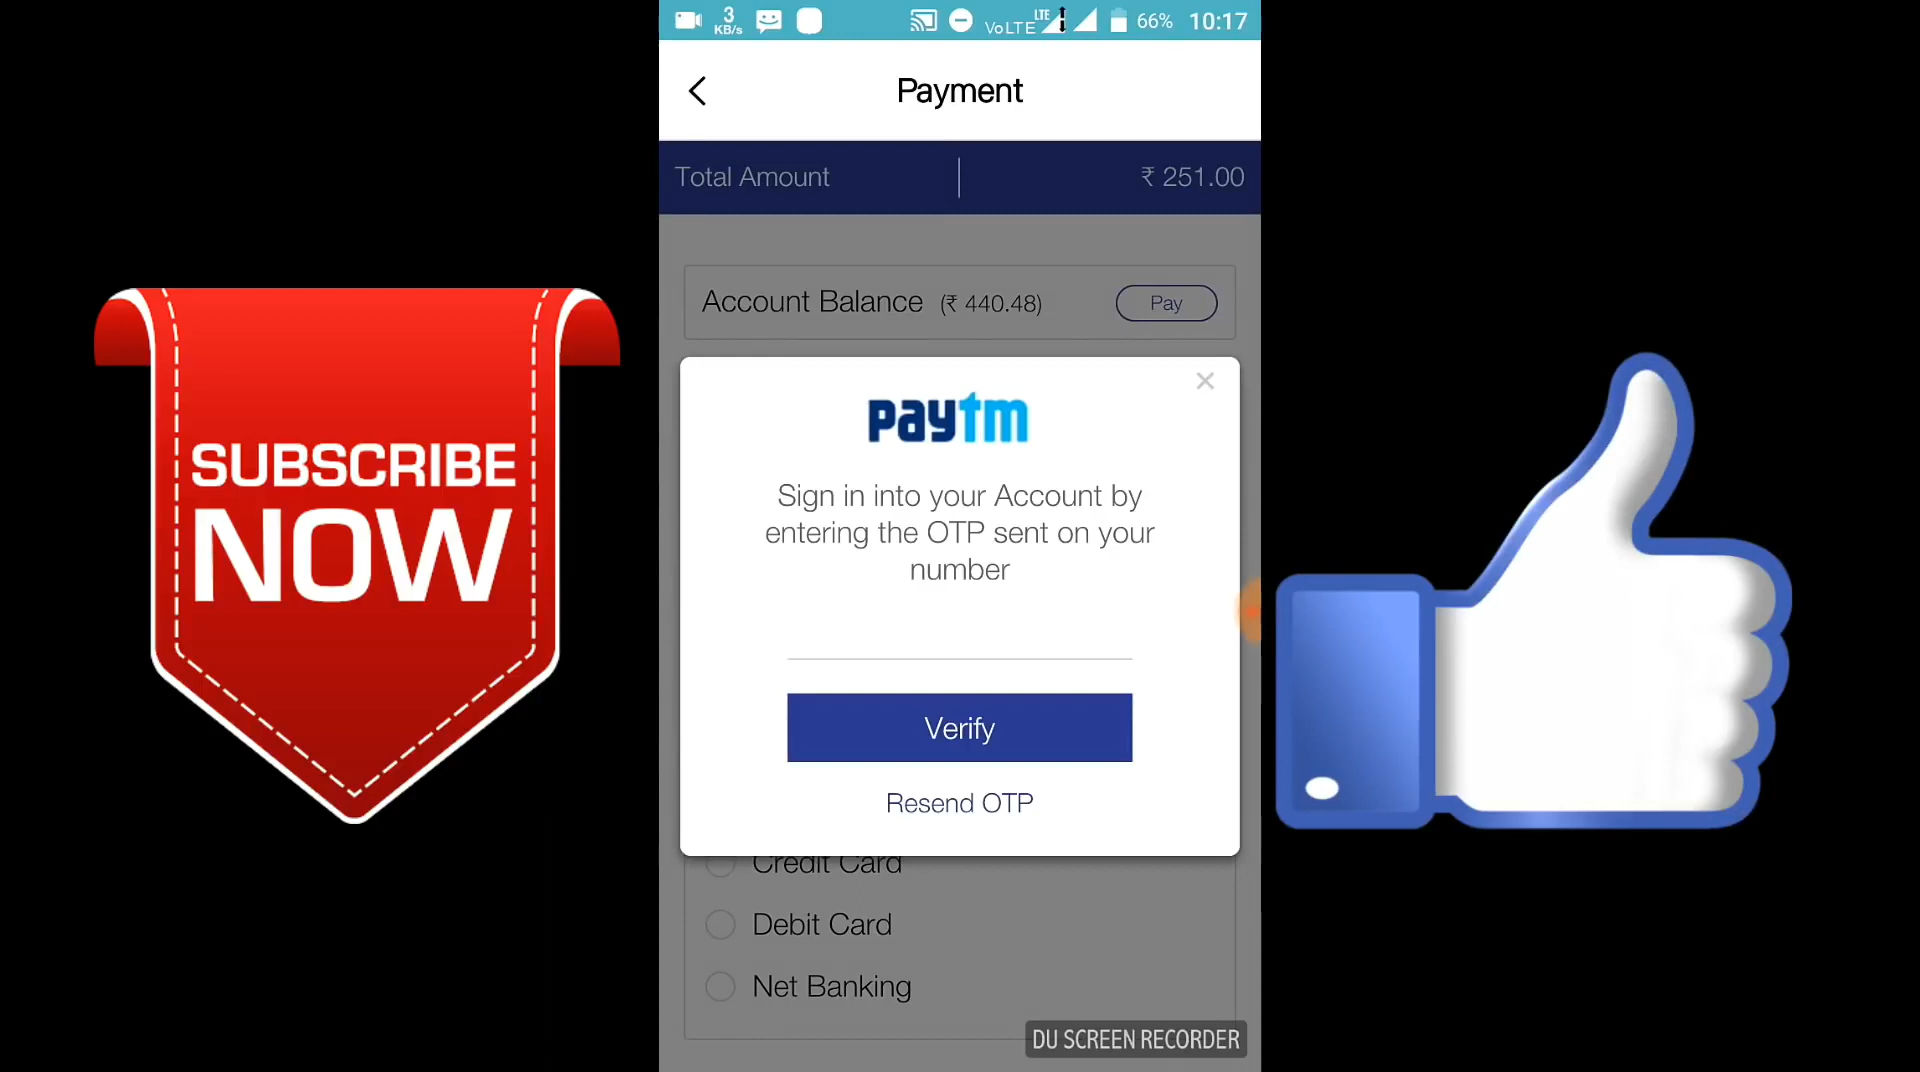 3
KB/s
VoLTE LTE 66% 10:17
Payment
Total Amount ₹ 251.00
Account Balance (₹ 440.48) Pay
paytm
Sign in into your Account by
entering the OTP sent on your
number
Verify
Resend OTP
Credit Card
Debit Card
Net Banking
DU SCREEN RECORDER
SUBSCRIBE
NOW